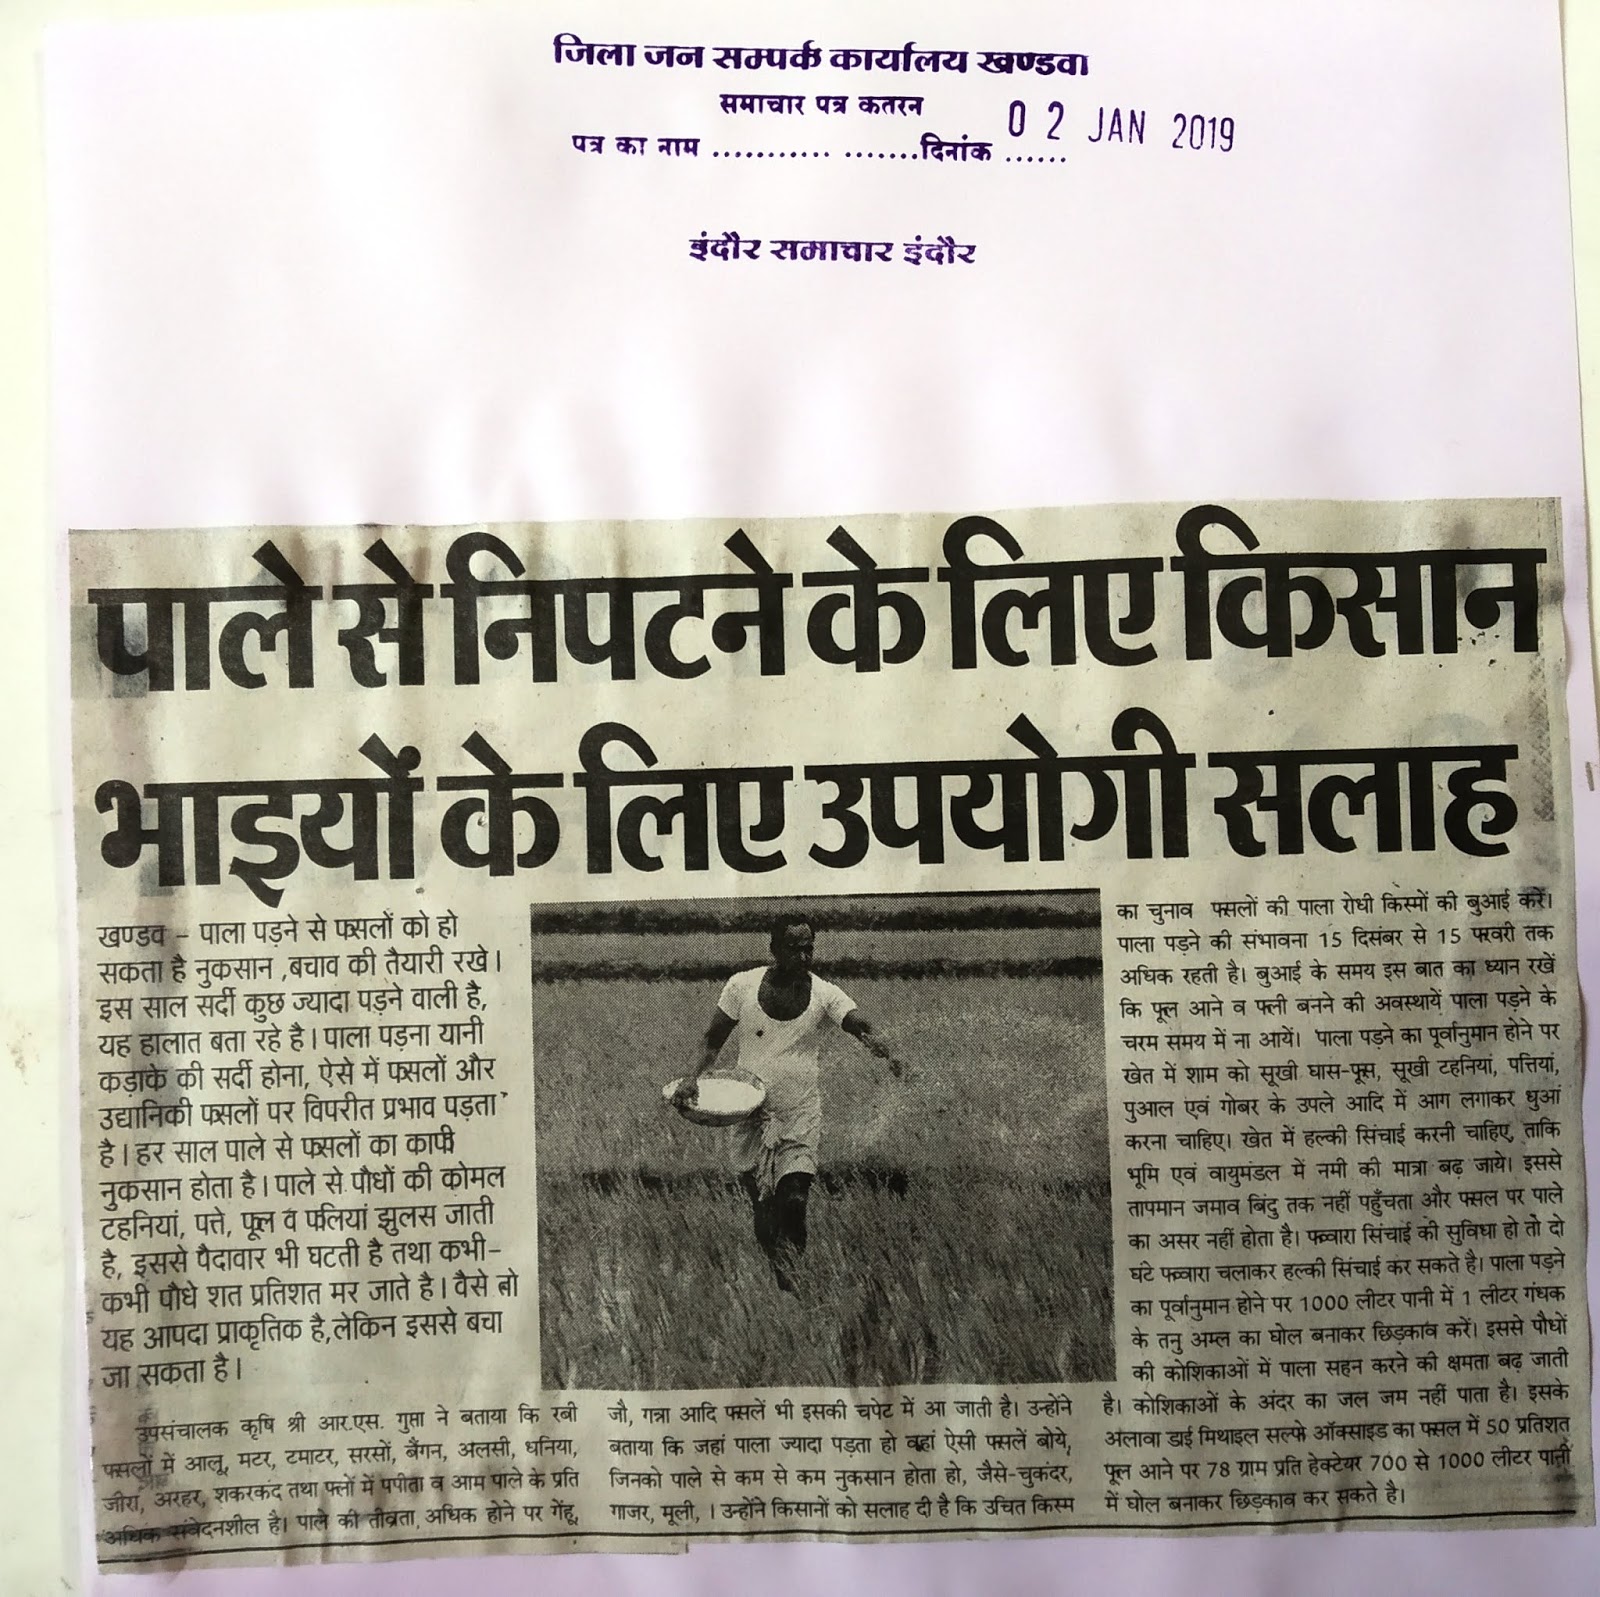 जिला जन सम्पर्क कार्यालय खण्डवा
समाचार पत्र कतरन
पत्र का नाम ........... .......दिनांक ...... 02 JAN 2019
इंदौर समाचार इंदौर
पाले से निपटने के लिए किसान
भाइयों के लिए उपयोगी सलाह
खण्डव – पाला पड़ने से फसलों को हो
सकता है नुकसान ,बचाव की तैयारी रखे।
इस साल सर्दी कुछ ज्यादा पड़ने वाली है,
यह हालात बता रहे है। पाला पड़ना यानी
कड़ाके की सर्दी होना, ऐसे में फसलों और
उद्यानिकी फसलों पर विपरीत प्रभाव पड़ता
है। हर साल पाले से फसलों का काफी
नुकसान होता है। पाले से पौधों की कोमल
टहनियां, पत्ते, फूल व फलियां झुलस जाती
है, इससे पैदावार भी घटती है तथा कभी–
कभी पौधे शत प्रतिशत मर जाते है। वैसे तो
यह आपदा प्राकृतिक है,लेकिन इससे बचा
जा सकता है।
उपसंचालक कृषि श्री आर.एस. गुप्ता ने बताया कि रबी
फसलों में आलू, मटर, टमाटर, सरसों, बैंगन, अलसी, धनिया,
जीरा, अरहर, शकरकंद तथा फ्लों में पपीता व आम पाले के प्रति
अधिक संवेदनशील है। पाले की तीव्रता अधिक होने पर गेंहू,
जौ, गन्ना आदि फसलें भी इसकी चपेट में आ जाती है। उन्होंने
बताया कि जहां पाला ज्यादा पड़ता हो वहां ऐसी फसलें बोये,
जिनको पाले से कम से कम नुकसान होता हो, जैसे-चुकंदर,
गाजर, मूली, । उन्होंने किसानों को सलाह दी है कि उचित किस्म
का चुनाव फसलों की पाला रोधी किस्मों की बुआई करें।
पाला पड़ने की संभावना 15 दिसंबर से 15 फरवरी तक
अधिक रहती है। बुआई के समय इस बात का ध्यान रखें
कि फूल आने व फ्ली बनने की अवस्थायें पाला पड़ने के
चरम समय में ना आयें। पाला पड़ने का पूर्वानुमान होने पर
खेत में शाम को सूखी घास-फूस, सूखी टहनियां, पत्तियां,
पुआल एवं गोबर के उपले आदि में आग लगाकर धुआं
करना चाहिए। खेत में हल्की सिंचाई करनी चाहिए, ताकि
भूमि एवं वायुमंडल में नमी की मात्रा बढ़ जाये। इससे
तापमान जमाव बिंदु तक नहीं पहुँचता और फसल पर पाले
का असर नहीं होता है। फव्वारा सिंचाई की सुविधा हो तो दो
घंटे फव्वारा चलाकर हल्की सिंचाई कर सकते है। पाला पड़ने
का पूर्वानुमान होने पर 1000 लीटर पानी में 1 लीटर गंधक
के तनु अम्ल का घोल बनाकर छिड़काव करें। इससे पौधों
की कोशिकाओं में पाला सहन करने की क्षमता बढ़ जाती
है। कोशिकाओं के अंदर का जल जम नहीं पाता है। इसके
अलावा डाई मिथाइल सल्फे ऑक्साइड का फसल में 50 प्रतिशत
फूल आने पर 78 ग्राम प्रति हेक्टेयर 700 से 1000 लीटर पानी
में घोल बनाकर छिड़काव कर सकते है।